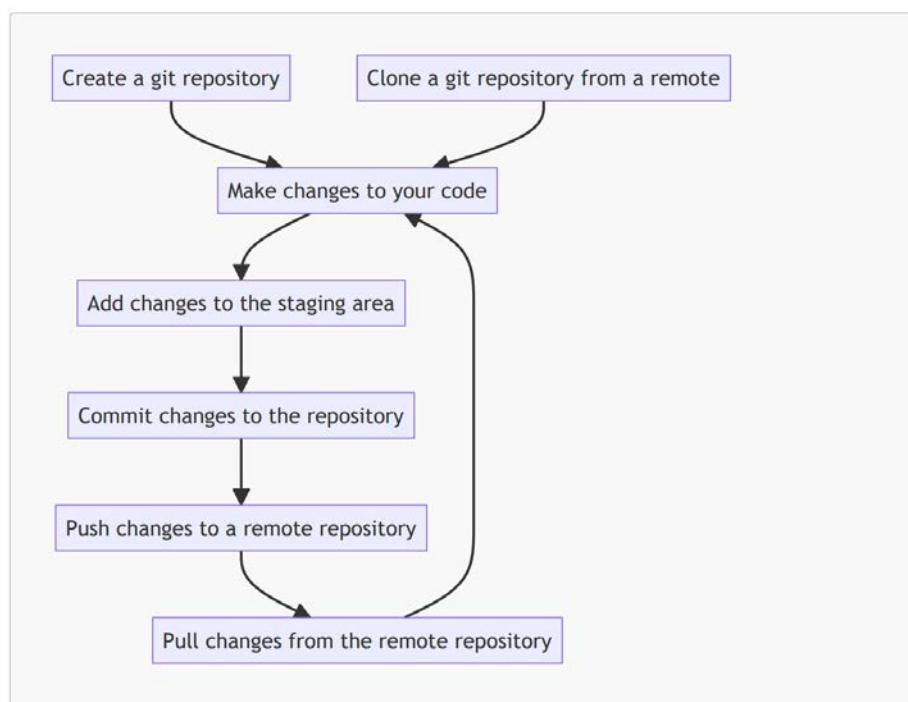 Create a git repository
Clone a git repository from a remote
Make changes to your code
Add changes to the staging area
Commit changes to the repository
Push changes to a remote repository
Pull changes from the remote repository